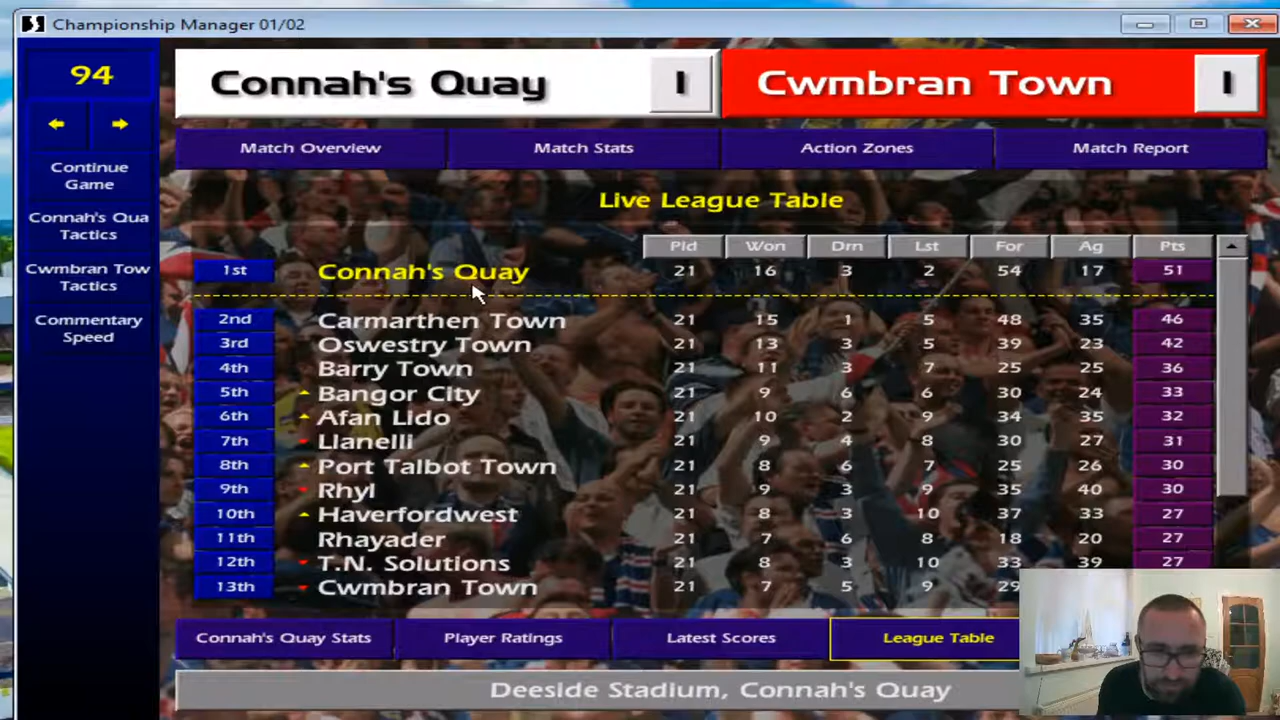 Championship Manager 01/02
94
Continue
Game
Connah's Qua
Tactics
Cwmbran Tow
Tactics
Commentary
Speed
Connah's Quay 1
Cwmbran Town 1
Match Overview Match Stats Action Zones Match Report
Live League Table
Pld Won Drn Lst For Ag Pts
1st Connah's Quay 21 16 3 2 54 17 51
2nd Carmarthen Town 21 15 1 5 48 35 46
3rd Oswestry Town 21 13 3 5 39 23 42
4th Barry Town 21 11 3 7 25 25 36
5th Bangor City 21 9 6 6 30 24 33
6th Afan Lido 21 10 2 9 34 35 32
7th Llanelli 21 9 4 8 30 27 31
8th Port Talbot Town 21 8 6 7 25 26 30
9th Rhyl 21 9 3 9 35 40 30
10th Haverfordwest 21 8 3 10 37 33 27
11th Rhayader 21 7 6 8 18 20 27
12th T.N. Solutions 21 8 3 10 33 39 27
13th Cwmbran Town 21 7 5 9 29
Connah's Quay Stats Player Ratings Latest Scores League Table
Deeside Stadium, Connah's Quay